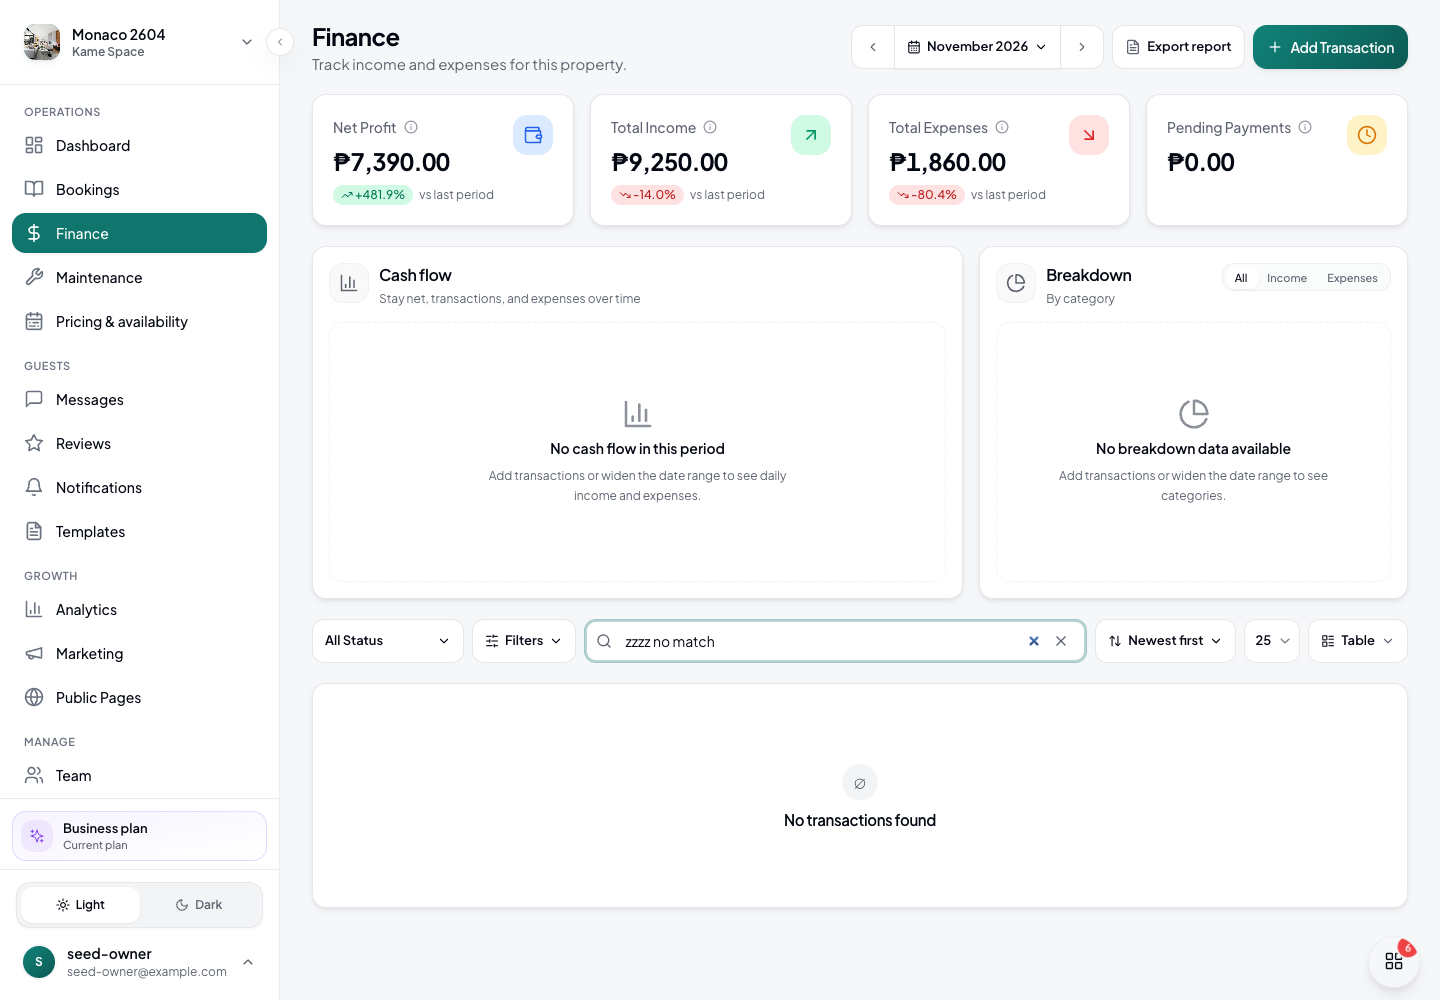 Monaco 2604
Kame Space
OPERATIONS
Dashboard
Bookings
Finance
Maintenance
Pricing & availability
GUESTS
Messages
Reviews
Notifications
Templates
GROWTH
Analytics
Marketing
Public Pages
MANAGE
Team
Business plan
Current plan
Light
Dark
S
seed-owner
seed-owner@example.com
Finance
Track income and expenses for this property.
November 2026
Export report
Add Transaction
Net Profit
₱7,390.00
+481.9% vs last period
Total Income
₱9,250.00
-14.0% vs last period
Total Expenses
₱1,860.00
-80.4% vs last period
Pending Payments
₱0.00
Cash flow
Stay net, transactions, and expenses over time
No cash flow in this period
Add transactions or widen the date range to see daily
income and expenses.
Breakdown
By category
All Income Expenses
No breakdown data available
Add transactions or widen the date range to see
categories.
All Status
Filters
zzzz no match
Newest first
25
Table
No transactions found
6